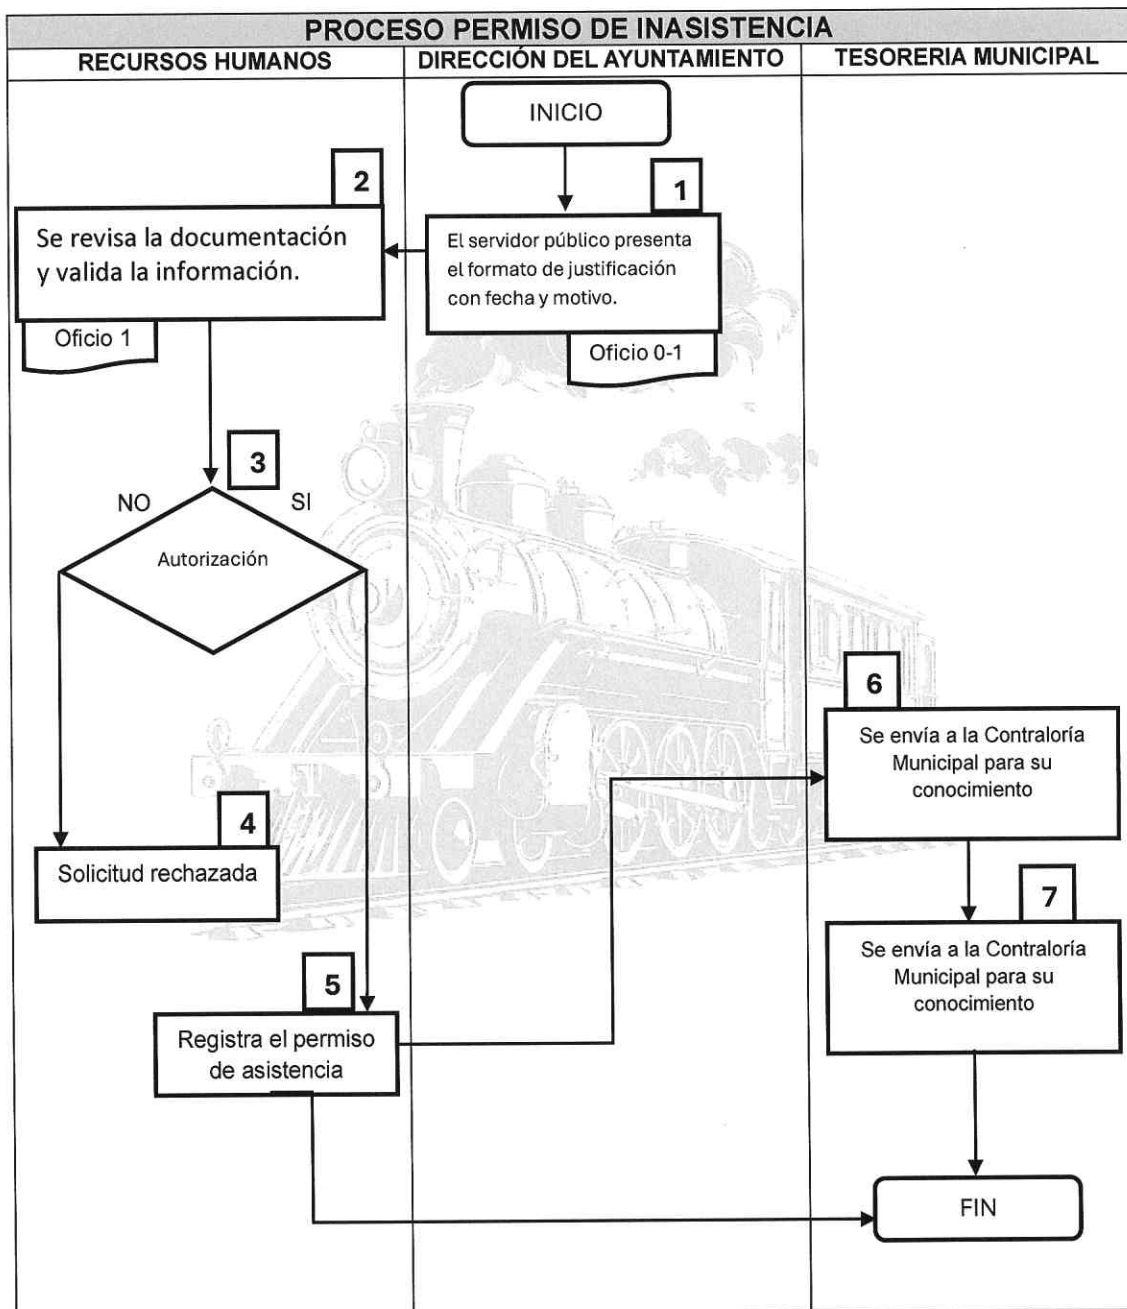 PROCESO PERMISO DE INASISTENCIA
RECURSOS HUMANOS
DIRECCIÓN DEL AYUNTAMIENTO
TESORERIA MUNICIPAL
INICIO
1
El servidor público presenta
el formato de justificación
con fecha y motivo.
Oficio 0-1
2
Se revisa la documentación
y valida la información.
Oficio 1
3
NO
SI
Autorización
4
Solicitud rechazada
5
Registra el permiso
de asistencia
6
Se envía a la Contraloría
Municipal para su
conocimiento
7
Se envía a la Contraloría
Municipal para su
conocimiento
FIN